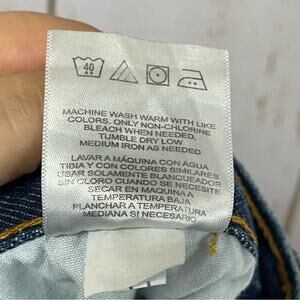 40
MACHINE WASH WARM WITH LIKE
COLORS. ONLY NON-CHLORINE
BLEACH WHEN NEEDED.
TUMBLE DRY LOW
MEDIUM IRON AS NEEDED
LAVAR A MÁQUINA CON AGUA
TIBIA Y CON COLORES SIMILARES
USAR SOLAMENTE BLANQUEADOR
SIN CLORO CUANDO SE NECESITE
SECAR EN MAQUINA A
TEMPERATURA BAJA
PLANCHAR A TEMPERATURA
MEDIANA SI NECESARIO